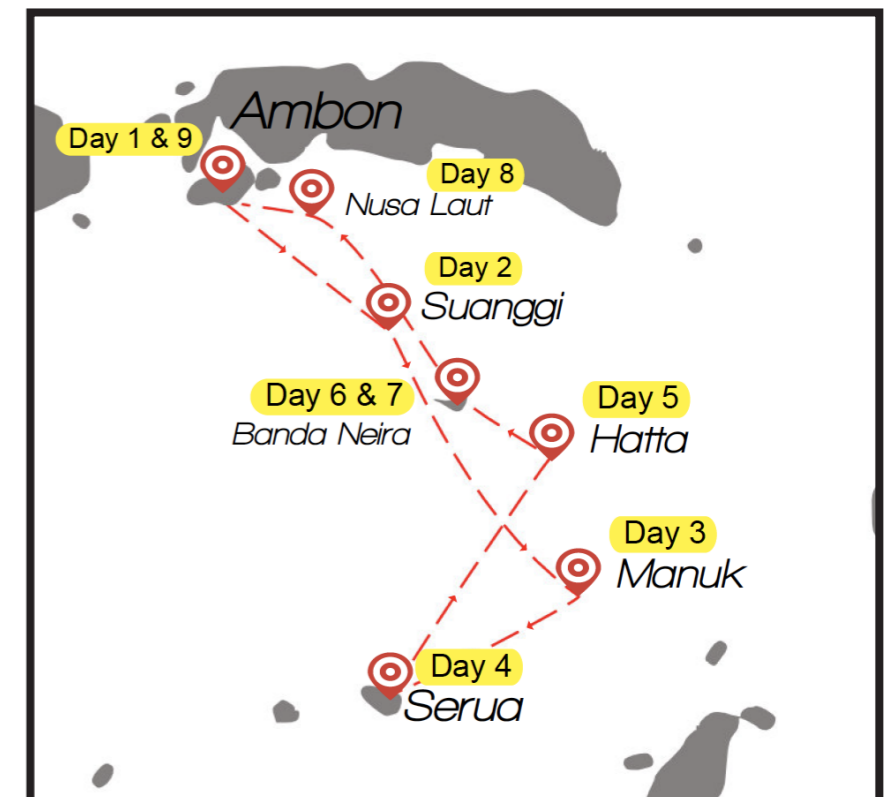 Ambon
Day 1 & 9
Day 8
Nusa Laut
Day 2
Suanggi
Day 6 & 7
Banda Neira
Day 5
Hatta
Day 3
Manuk
Day 4
Serua